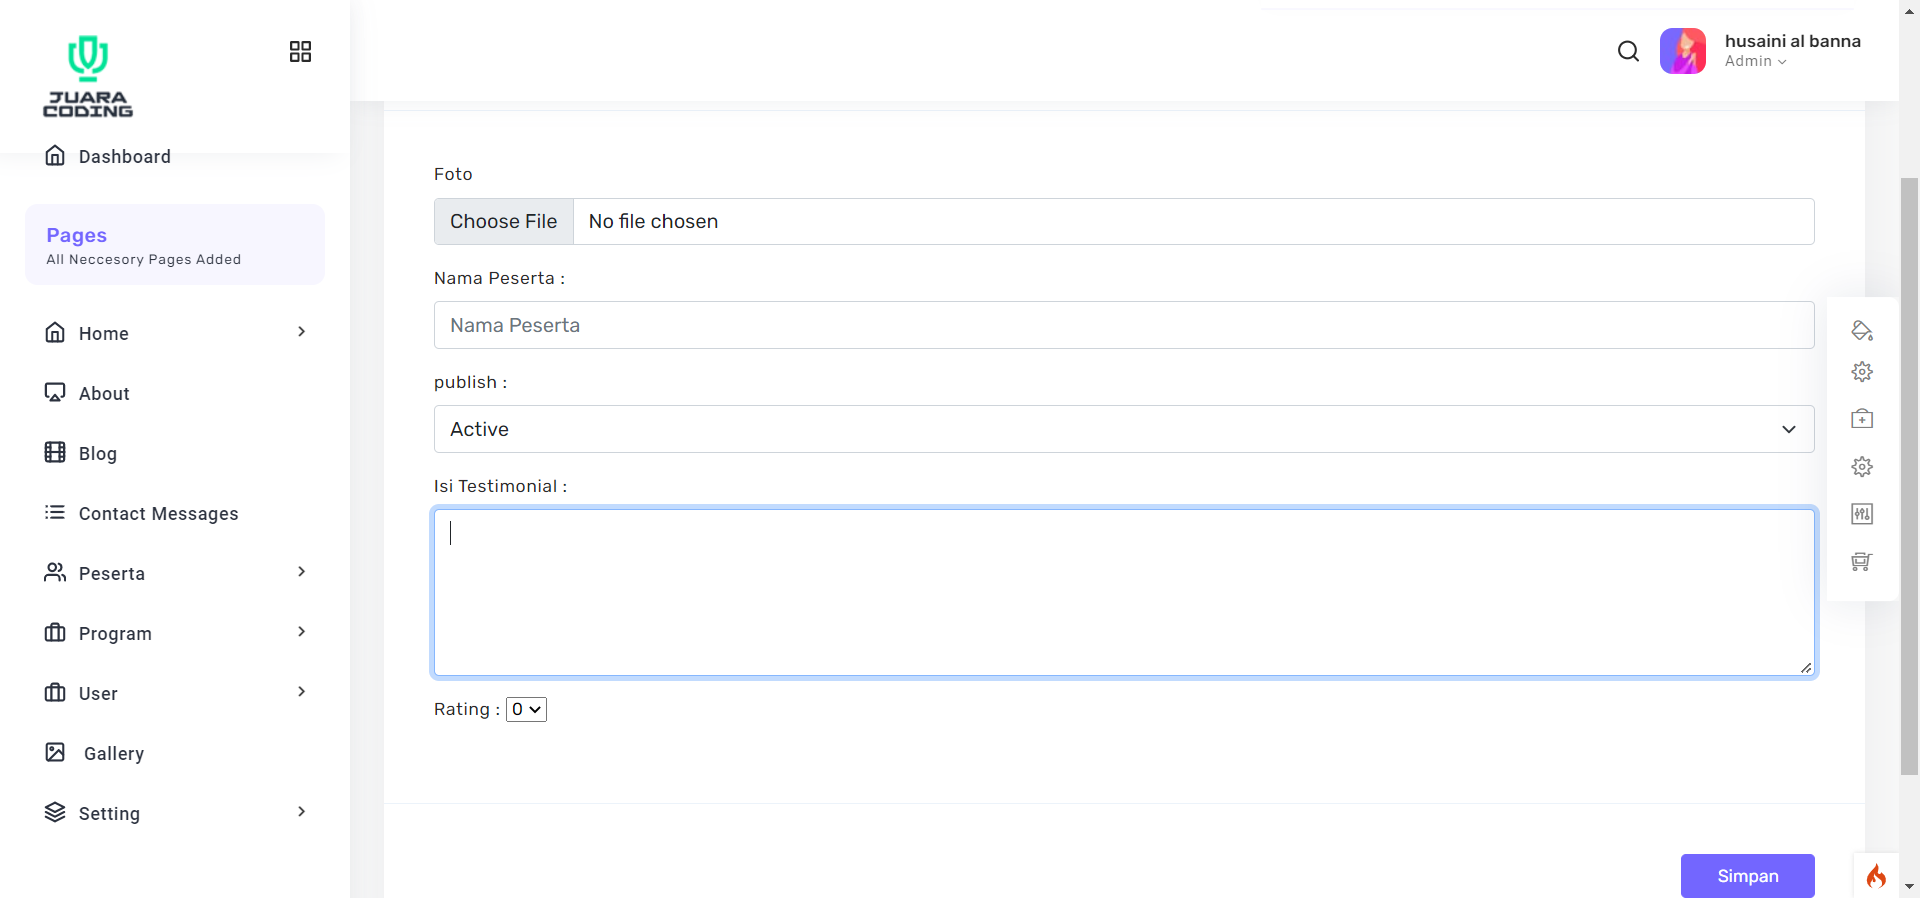 JUARA
CODING
husaini al banna
Admin
Dashboard
Pages
All Neccesory Pages Added
Home
About
Blog
Contact Messages
Peserta
Program
User
Gallery
Setting
Foto
Choose File No file chosen
Nama Peserta :
Nama Peserta
publish :
Active
Isi Testimonial :
Rating : 0
Simpan